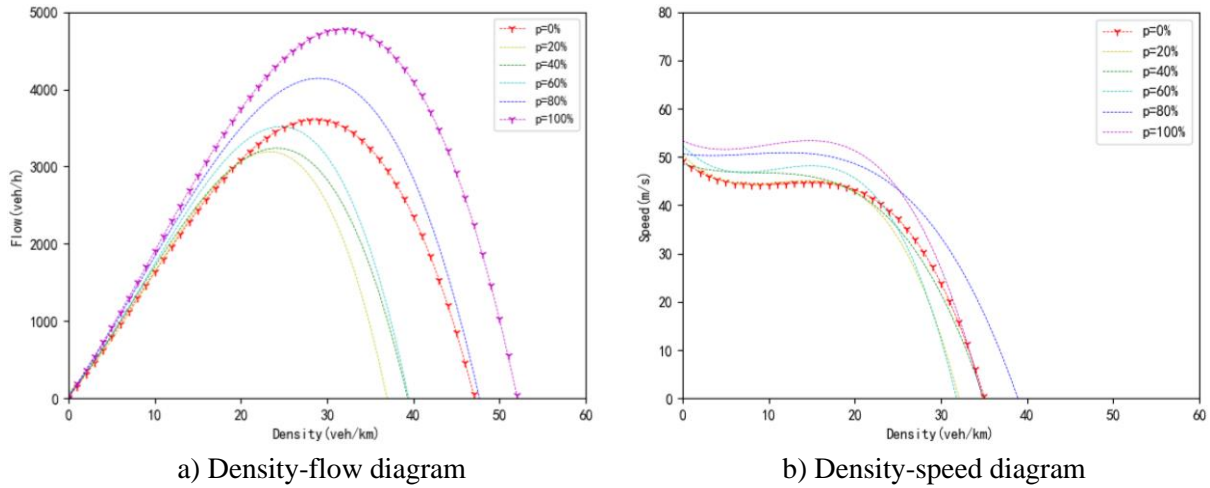 5000
4000
3000
2000
1000
0
Flow(veh/h)
0 10 20 30 40 50 60
Density(veh/km)
p=0%
p=20%
p=40%
p=60%
p=80%
p=100%
a) Density-flow diagram
80
70
60
50
40
30
20
10
0
Speed(m/s)
0 10 20 30 40 50 60
Density(veh/km)
p=0%
p=20%
p=40%
p=60%
p=80%
p=100%
b) Density-speed diagram